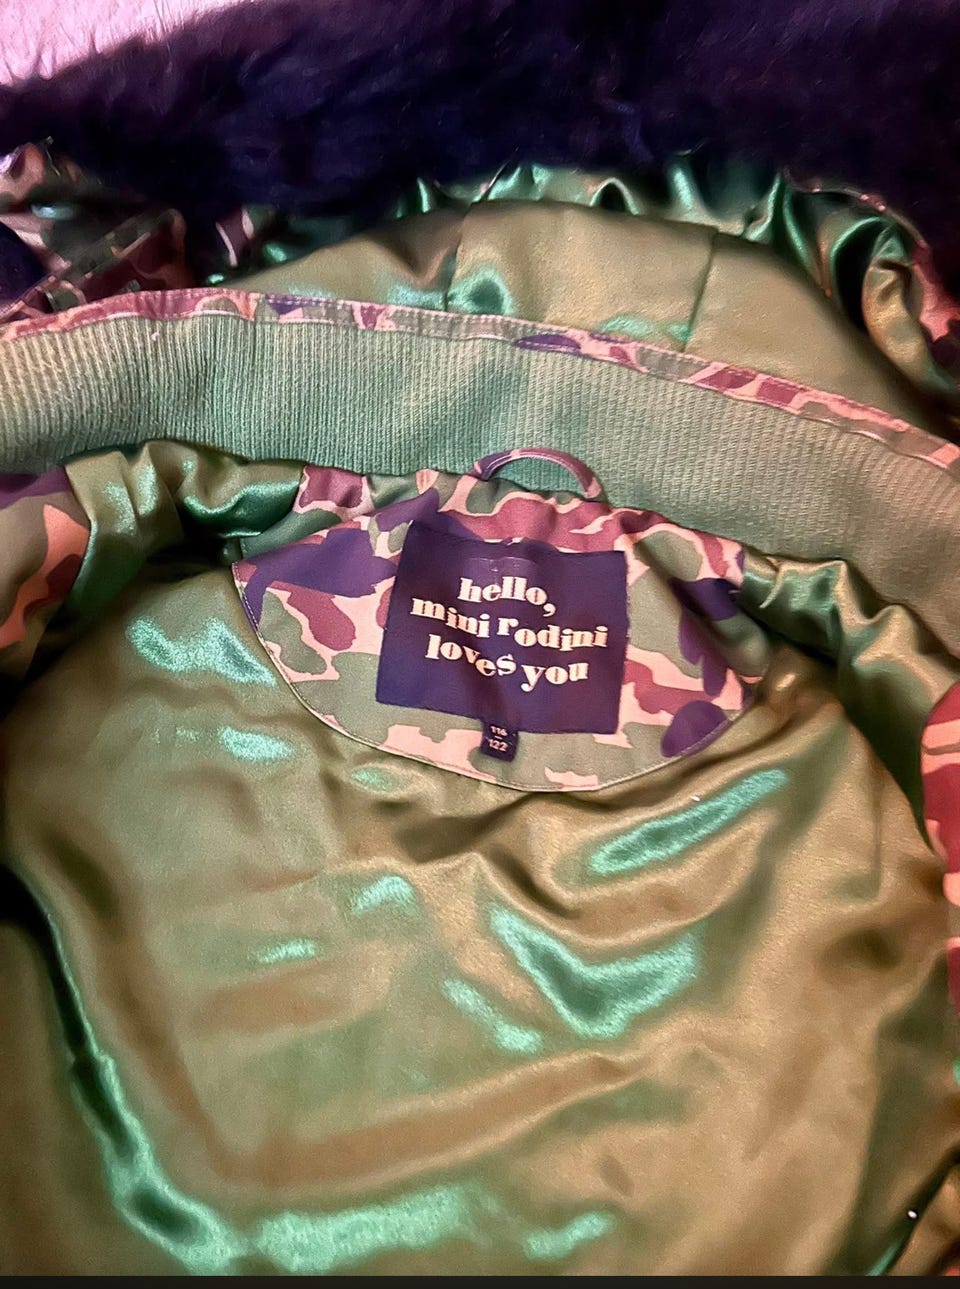 hello,
mini rodini
loves you
116
122